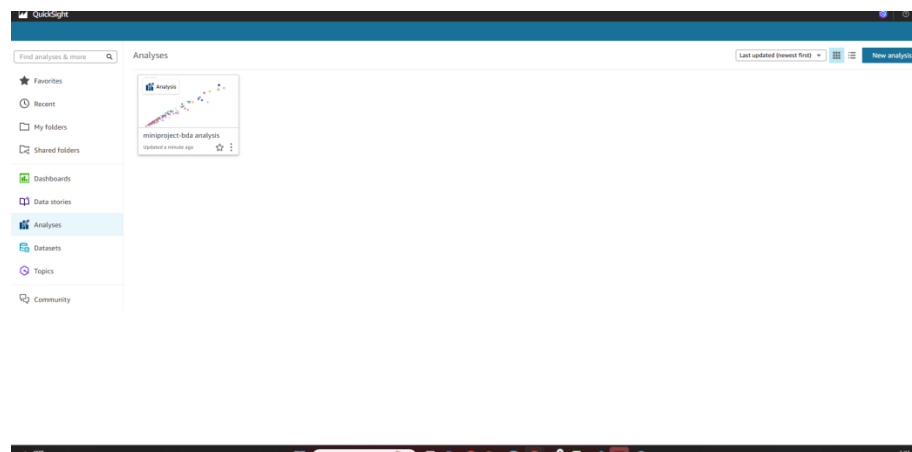 QuickSight
Find analyses & more
Analyses
Last updated (newest first)
New analysis
Favorites
Recent
My folders
Shared folders
Dashboards
Data stories
Analyses
Datasets
Topics
Community
Analysis
miniproject-bda analysis
Updated a minute ago